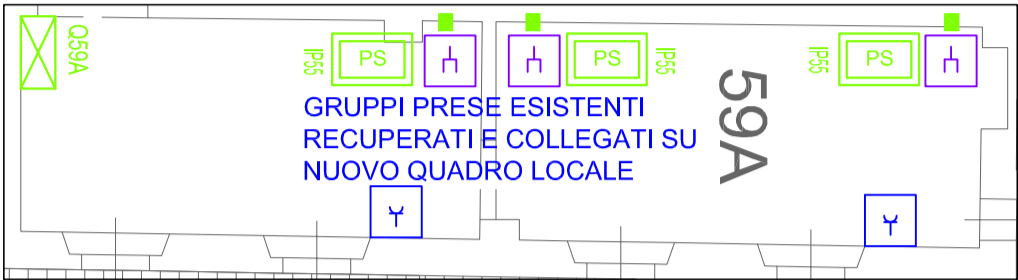 Q59A
IP55
PS
PS
IP55
IP55
PS
GRUPPI PRESE ESISTENTI
RECUPERATI E COLLEGATI SU
NUOVO QUADRO LOCALE
59A